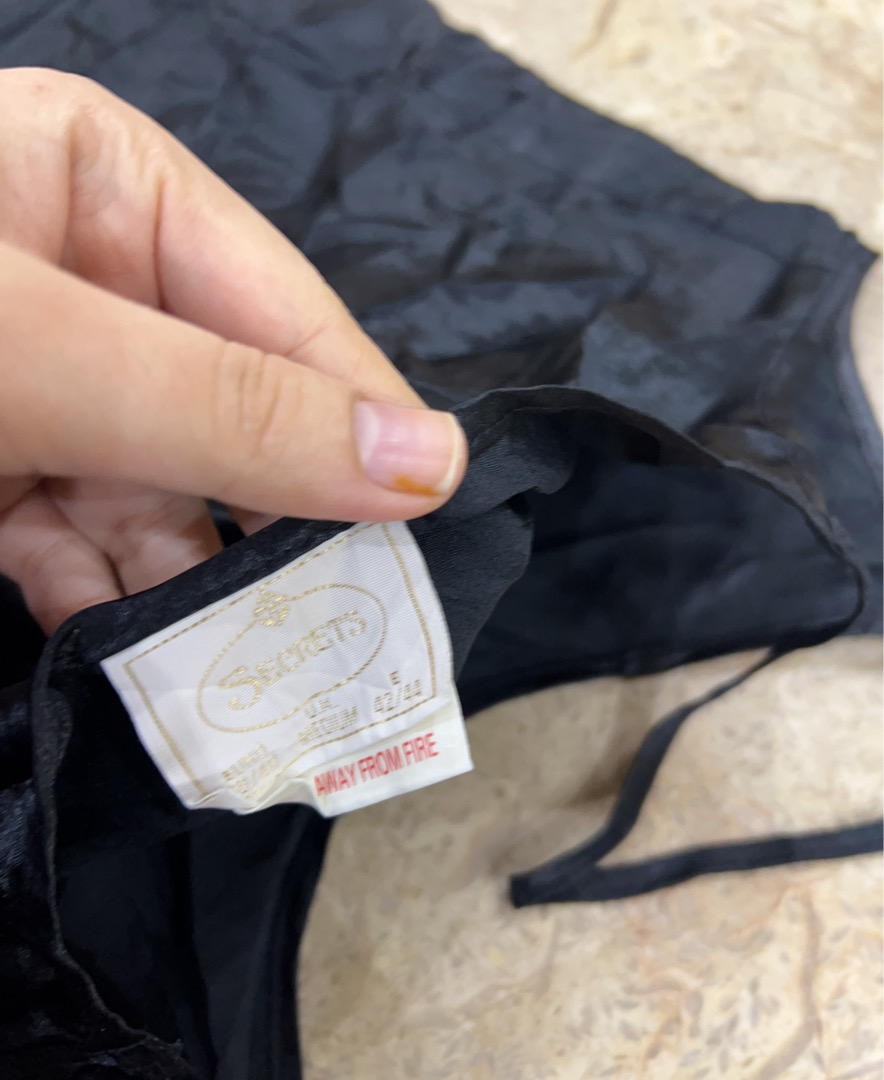 SECRETS
U.K. E
MEDIUM 42/44
AWAY FROM FIRE